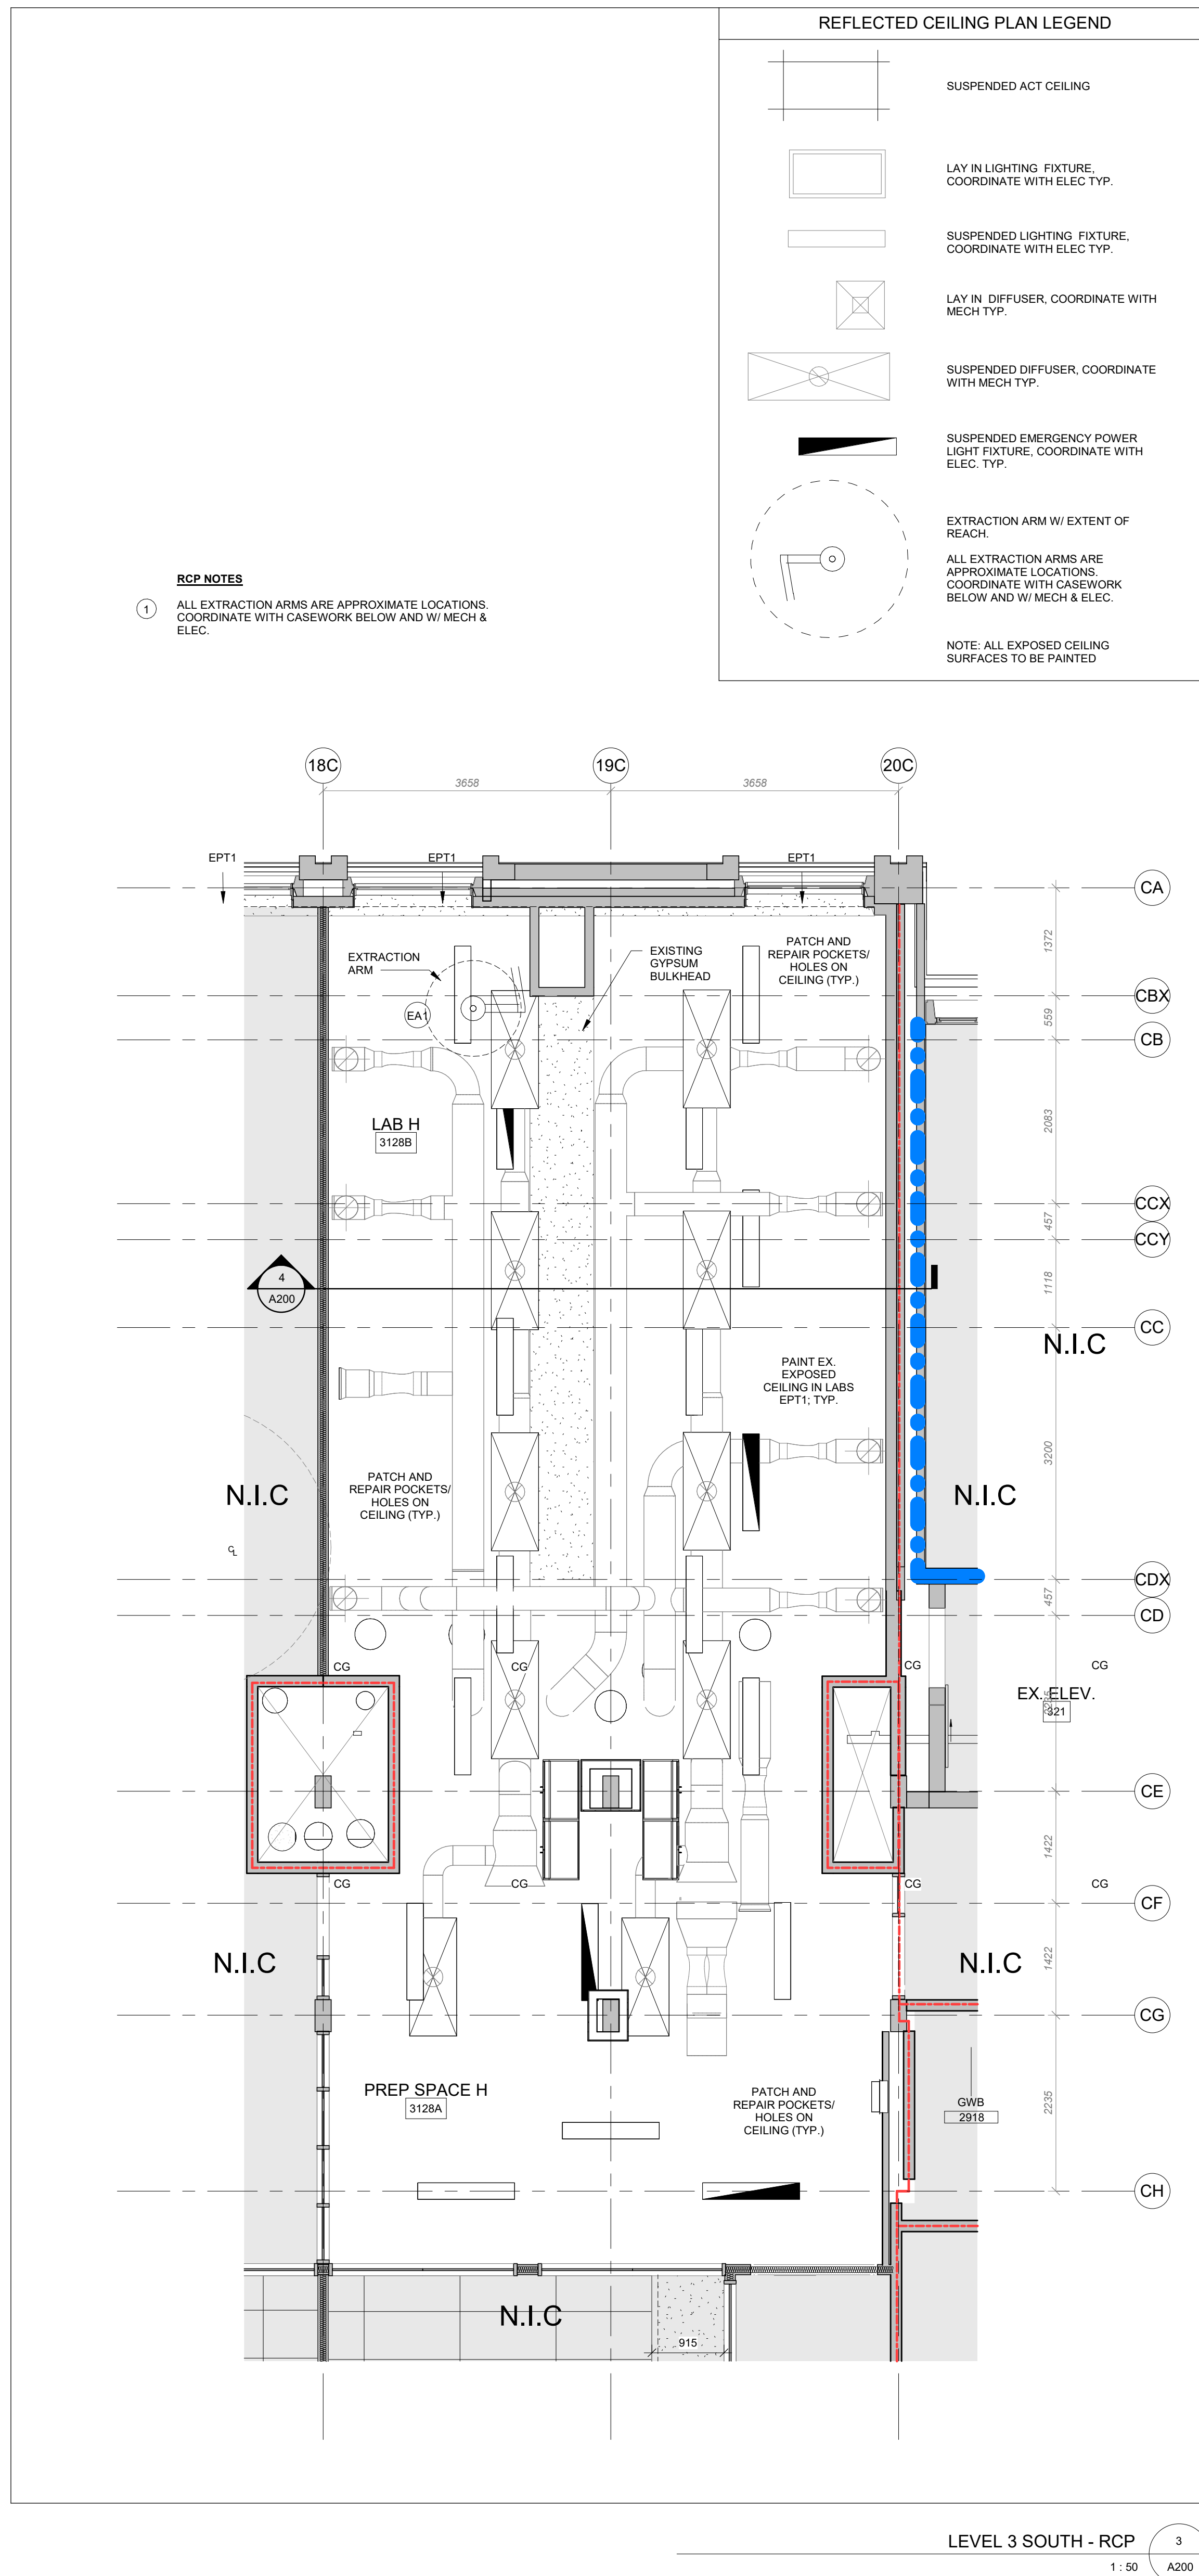 REFLECTED CEILING PLAN LEGEND
SUSPENDED ACT CEILING
LAY IN LIGHTING FIXTURE,
COORDINATE WITH ELEC TYP.
SUSPENDED LIGHTING FIXTURE,
COORDINATE WITH ELEC TYP.
LAY IN DIFFUSER, COORDINATE WITH
MECH TYP.
SUSPENDED DIFFUSER, COORDINATE
WITH MECH TYP.
SUSPENDED EMERGENCY POWER
LIGHT FIXTURE, COORDINATE WITH
ELEC. TYP.
EXTRACTION ARM W/ EXTENT OF
REACH.
ALL EXTRACTION ARMS ARE
APPROXIMATE LOCATIONS.
COORDINATE WITH CASEWORK
BELOW AND W/ MECH & ELEC.
NOTE: ALL EXPOSED CEILING
SURFACES TO BE PAINTED
RCP NOTES
1 ALL EXTRACTION ARMS ARE APPROXIMATE LOCATIONS.
COORDINATE WITH CASEWORK BELOW AND W/ MECH &
ELEC.
18C 19C 20C
3658 3658
EPT1 EPT1 EPT1
CA
1372
EXTRACTION
ARM
EXISTING
GYPSUM
BULKHEAD
PATCH AND
REPAIR POCKETS/
HOLES ON
CEILING (TYP.)
CBX
EA1
559
CB
LAB H
3128B
2083
CCX
457
CCY
4
A200
1118
CC
N.I.C
PAINT EX.
EXPOSED
CEILING IN LABS
EPT1; TYP.
3200
PATCH AND
REPAIR POCKETS/
HOLES ON
CEILING (TYP.)
N.I.C
N.I.C
CL
CDX
457
CD
CG CG CG CG
EX. ELEV.
321
CE
1422
CG CG CG CG
CF
N.I.C
N.I.C
1422
CG
PREP SPACE H
3128A
PATCH AND
REPAIR POCKETS/
HOLES ON
CEILING (TYP.)
GWB
2918
2235
CH
N.I.C
915
LEVEL 3 SOUTH - RCP
3
1 : 50
A200